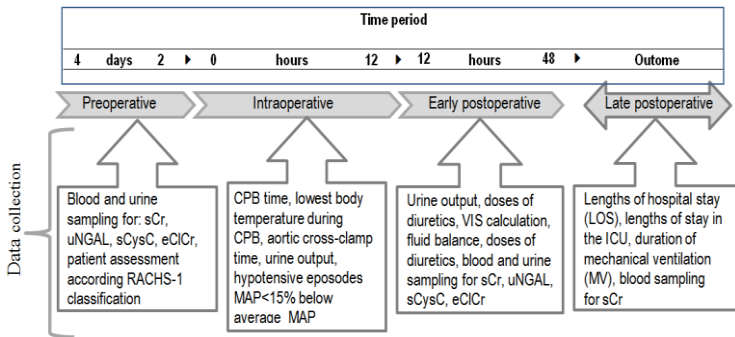 Time period
4 days 2 0 hours 12 12 hours 48 Outome
Preoperative Intraoperative Early postoperative Late postoperative
Data collection
Blood and urine
sampling for: sCr,
uNGAL, sCysC, eClCr,
patient assessment
according RACHS-1
classification
CPB time, lowest body
temperature during
CPB, aortic cross-clamp
time, urine output,
hypotensive eposodes
MAP<15% below
average MAP
Urine output, doses of
diuretics, VIS calculation,
fluid balance, doses of
diuretics, blood and urine
sampling for sCr, uNGAL,
sCysC, eClCr
Lengths of hospital stay
(LOS), lengths of stay in
the ICU, duration of
mechanical ventilation
(MV), blood sampling
for sCr